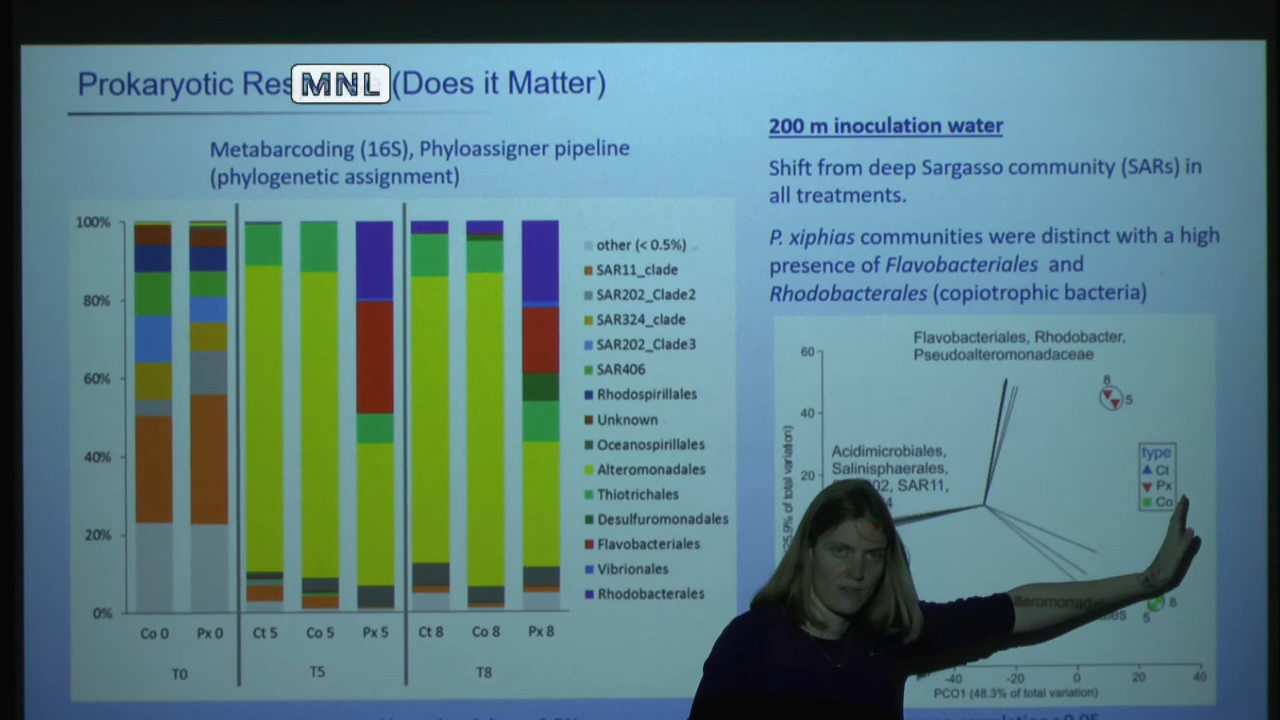 Prokaryotic Res MNL (Does it Matter)
Metabarcoding (16S), Phyloassigner pipeline
(phylogenetic assignment)
100%
80%
60%
40%
20%
0%
Co 0
Px 0
Ct 5
Co 5
Px 5
Ct 8
Co 8
Px 8
T0
T5
T8
other (< 0.5%)
SAR11_clade
SAR202_Clade2
SAR324_clade
SAR202_Clade3
SAR406
Rhodospirillales
Unknown
Oceanospirillales
Alteromonadales
Thiotrichales
Desulfuromonadales
Flavobacteriales
Vibrionales
Rhodobacterales
200 m inoculation water
Shift from deep Sargasso community (SARs) in
all treatments.
P. xiphias communities were distinct with a high
presence of Flavobacteriales and
Rhodobacterales (copiotrophic bacteria)
Flavobacteriales, Rhodobacter,
Pseudoalteromonadaceae
60
40
20
8
5
Acidimicrobiales,
Salinisphaerales,
SAR11,
type
Ct
Px
Co
8
5
-40
-20
0
20
40
PCO1 (48.3% of total variation)
of total variation)